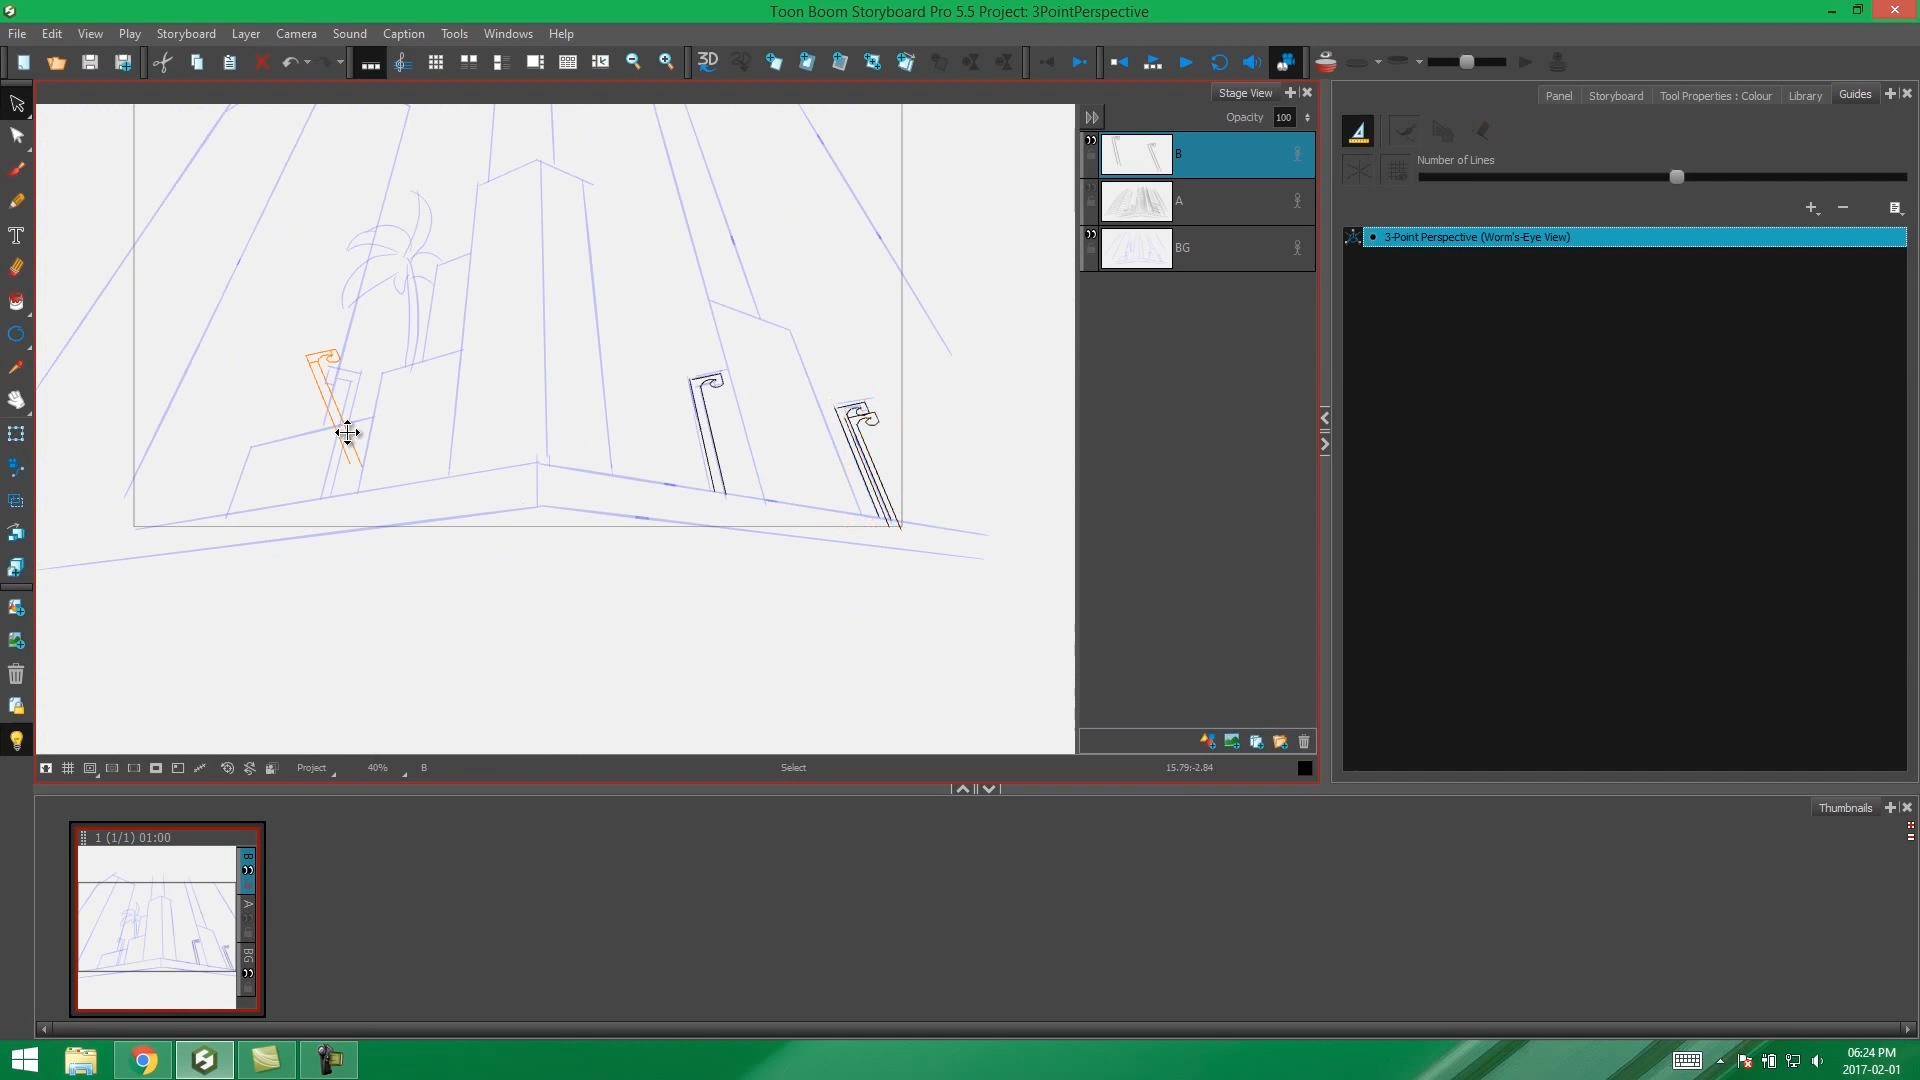 Toon Boom Storyboard Pro 5.5 Project: 3PointPerspective
File Edit View Play Storyboard Layer Camera Sound Caption Tools Windows Help
3D
Stage View
Panel Storyboard Tool Properties : Colour Library Guides
Opacity 100
B
A
BG
Number of Lines
3-Point Perspective (Worm's-Eye View)
Project 40% B Select 15.79:-2.84
Thumbnails
1 (1/1) 01:00
B
A
BG
06:24 PM
2017-02-01